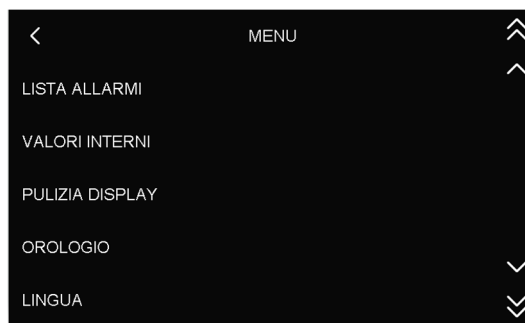 MENU
LISTA ALLARMI
VALORI INTERNI
PULIZIA DISPLAY
OROLOGIO
LINGUA